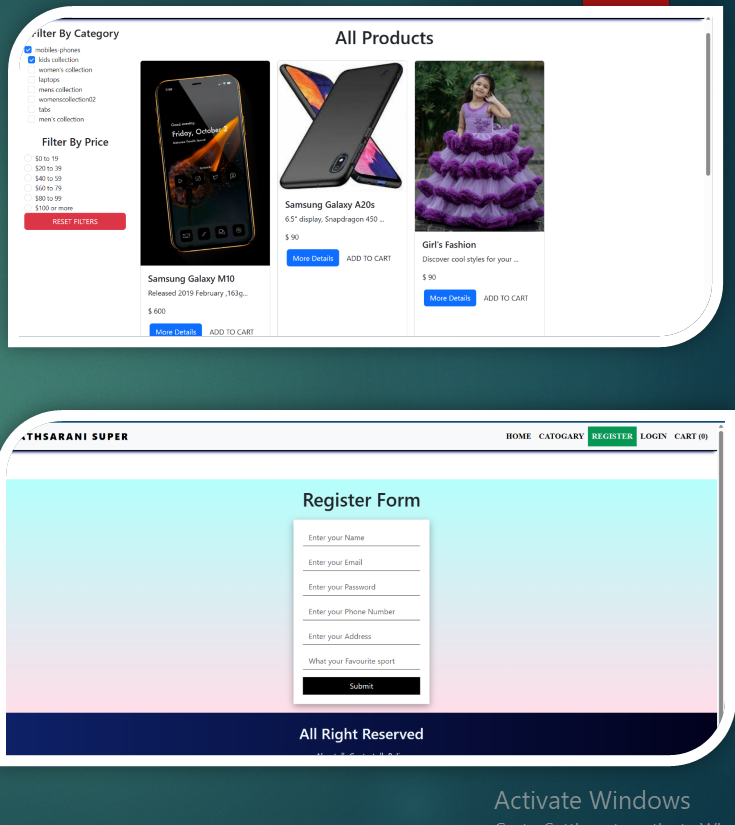 Filter By Category
mobiles-phones
kids collection
women's collection
laptops
mens collection
womenscollection02
tabs
men's collection
Filter By Price
$0 to 19
$20 to 39
$40 to 59
$60 to 79
$80 to 99
$100 or more
RESET FILTERS
All Products
Good evening
Friday, October 2
Samsung Galaxy M10
Released 2019 February ,163g...
$ 600
More Details ADD TO CART
Samsung Galaxy A20s
6.5" display, Snapdragon 450 ...
$ 90
More Details ADD TO CART
Girl's Fashion
Discover cool styles for your ...
$ 90
More Details ADD TO CART
THSARANI SUPER
HOME CATOGARY REGISTER LOGIN CART (0)
Register Form
Enter your Name
Enter your Email
Enter your Password
Enter your Phone Number
Enter your Address
What your Favourite sport
Submit
All Right Reserved
Activate Windows